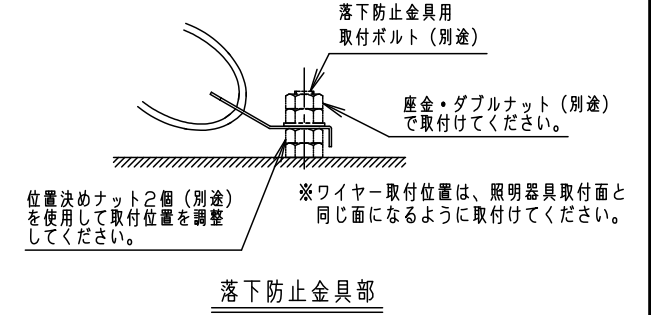 落下防止金具用
取付ボルト（別途）
座金・ダブルナット（別途）
で取付けてください。
位置決めナット2個（別途）
を使用して取付位置を調整
してください。
※ワイヤー取付位置は、照明器具取付面と
同じ面になるように取付けてください。
落下防止金具部